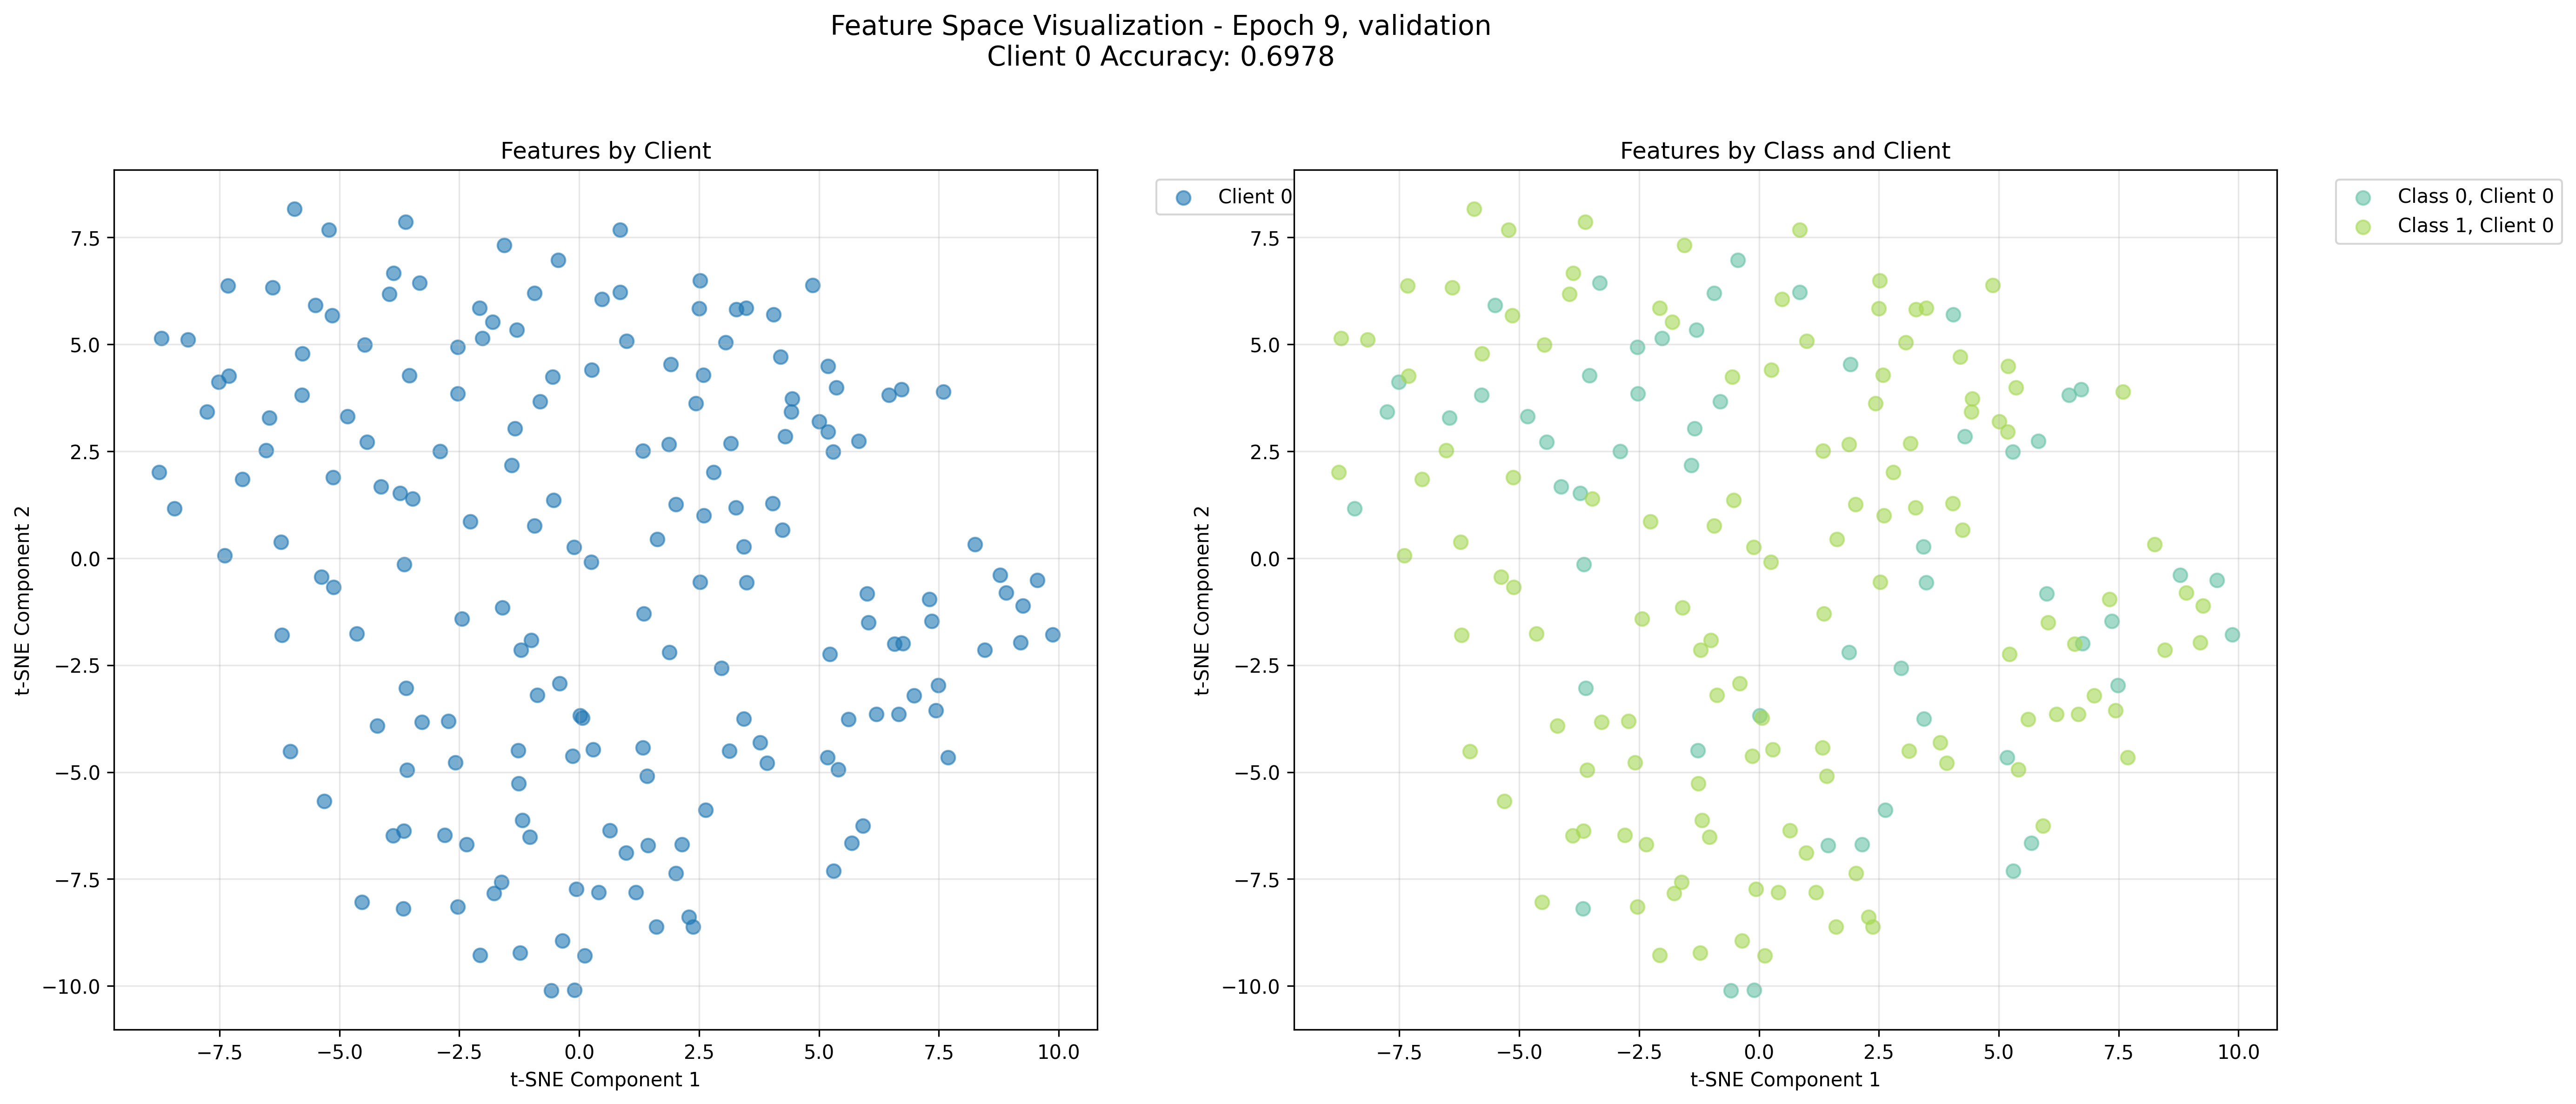 Feature Space Visualization - Epoch 9, validation
Client 0 Accuracy: 0.6978
Features by Client
t-SNE Component 2
7.5
5.0
2.5
0.0
−2.5
−5.0
−7.5
−10.0
−7.5 −5.0 −2.5 0.0 2.5 5.0 7.5 10.0
t-SNE Component 1
Client 0
Features by Class and Client
t-SNE Component 2
7.5
5.0
2.5
0.0
−2.5
−5.0
−7.5
−10.0
−7.5 −5.0 −2.5 0.0 2.5 5.0 7.5 10.0
t-SNE Component 1
Class 0, Client 0
Class 1, Client 0